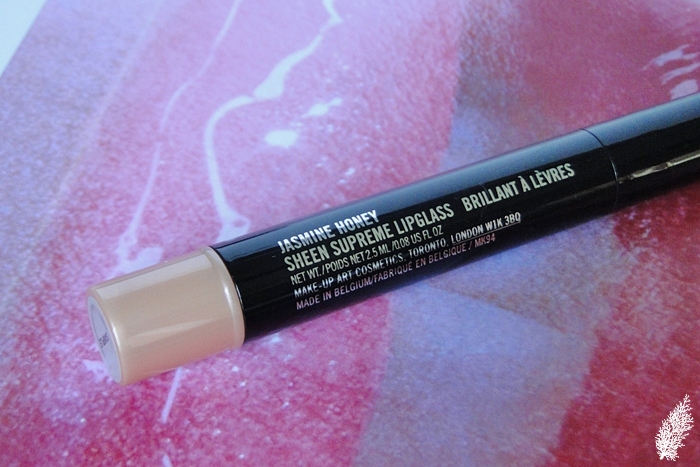 JASMINE HONEY
SHEEN SUPREME LIPGLASS BRILLANT À LÈVRES
NET WT./POIDS NET 2.5 ML/0.08 US FL OZ
MAKE-UP ART COSMETICS, TORONTO, LONDON W1K 3BQ
MADE IN BELGIUM/FABRIQUÉ EN BELGIQUE / MK94